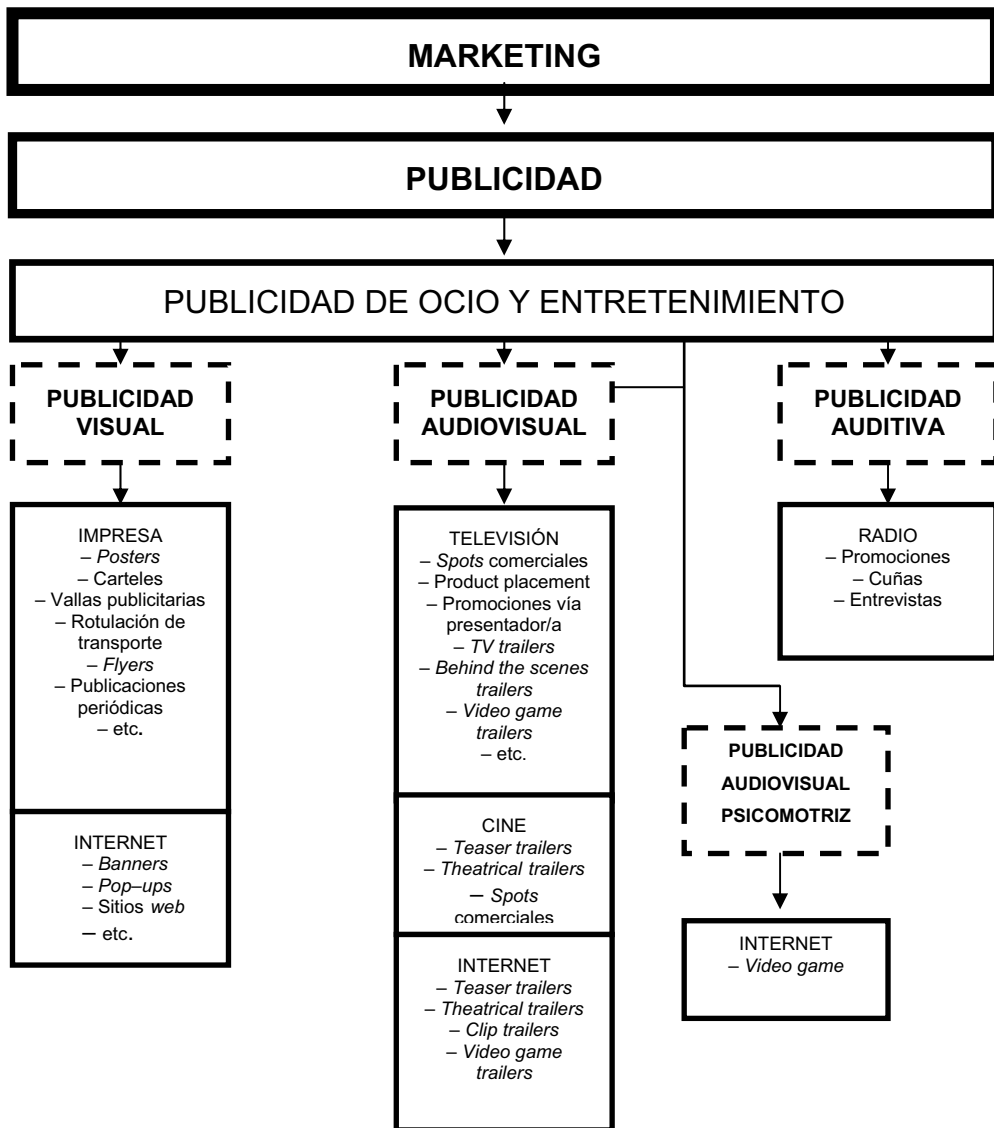 MARKETING
PUBLICIDAD
PUBLICIDAD DE OCIO Y ENTRETENIMIENTO
PUBLICIDAD
VISUAL
IMPRESA
– Posters
– Carteles
– Vallas publicitarias
– Rotulación de
transporte
– Flyers
– Publicaciones
periódicas
– etc.
INTERNET
– Banners
– Pop–ups
– Sitios web
– etc.
PUBLICIDAD
AUDIOVISUAL
TELEVISIÓN
– Spots comerciales
– Product placement
– Promociones vía
presentador/a
– TV trailers
– Behind the scenes
trailers
– Video game
trailers
– etc.
CINE
– Teaser trailers
– Theatrical trailers
– Spots
comerciales
INTERNET
– Teaser trailers
– Theatrical trailers
– Clip trailers
– Video game
trailers
PUBLICIDAD
AUDITIVA
RADIO
– Promociones
– Cuñas
– Entrevistas
PUBLICIDAD
AUDIOVISUAL
PSICOMOTRIZ
INTERNET
– Video game